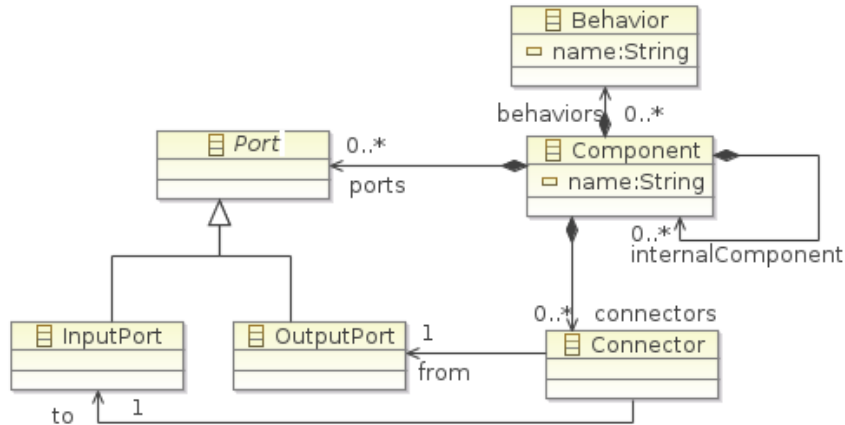 Behavior
name:String
behaviors 0..*
Port
0..*
ports
Component
name:String
0..*
internalComponent
0..* connectors
InputPort
OutputPort
1
from
Connector
to 1